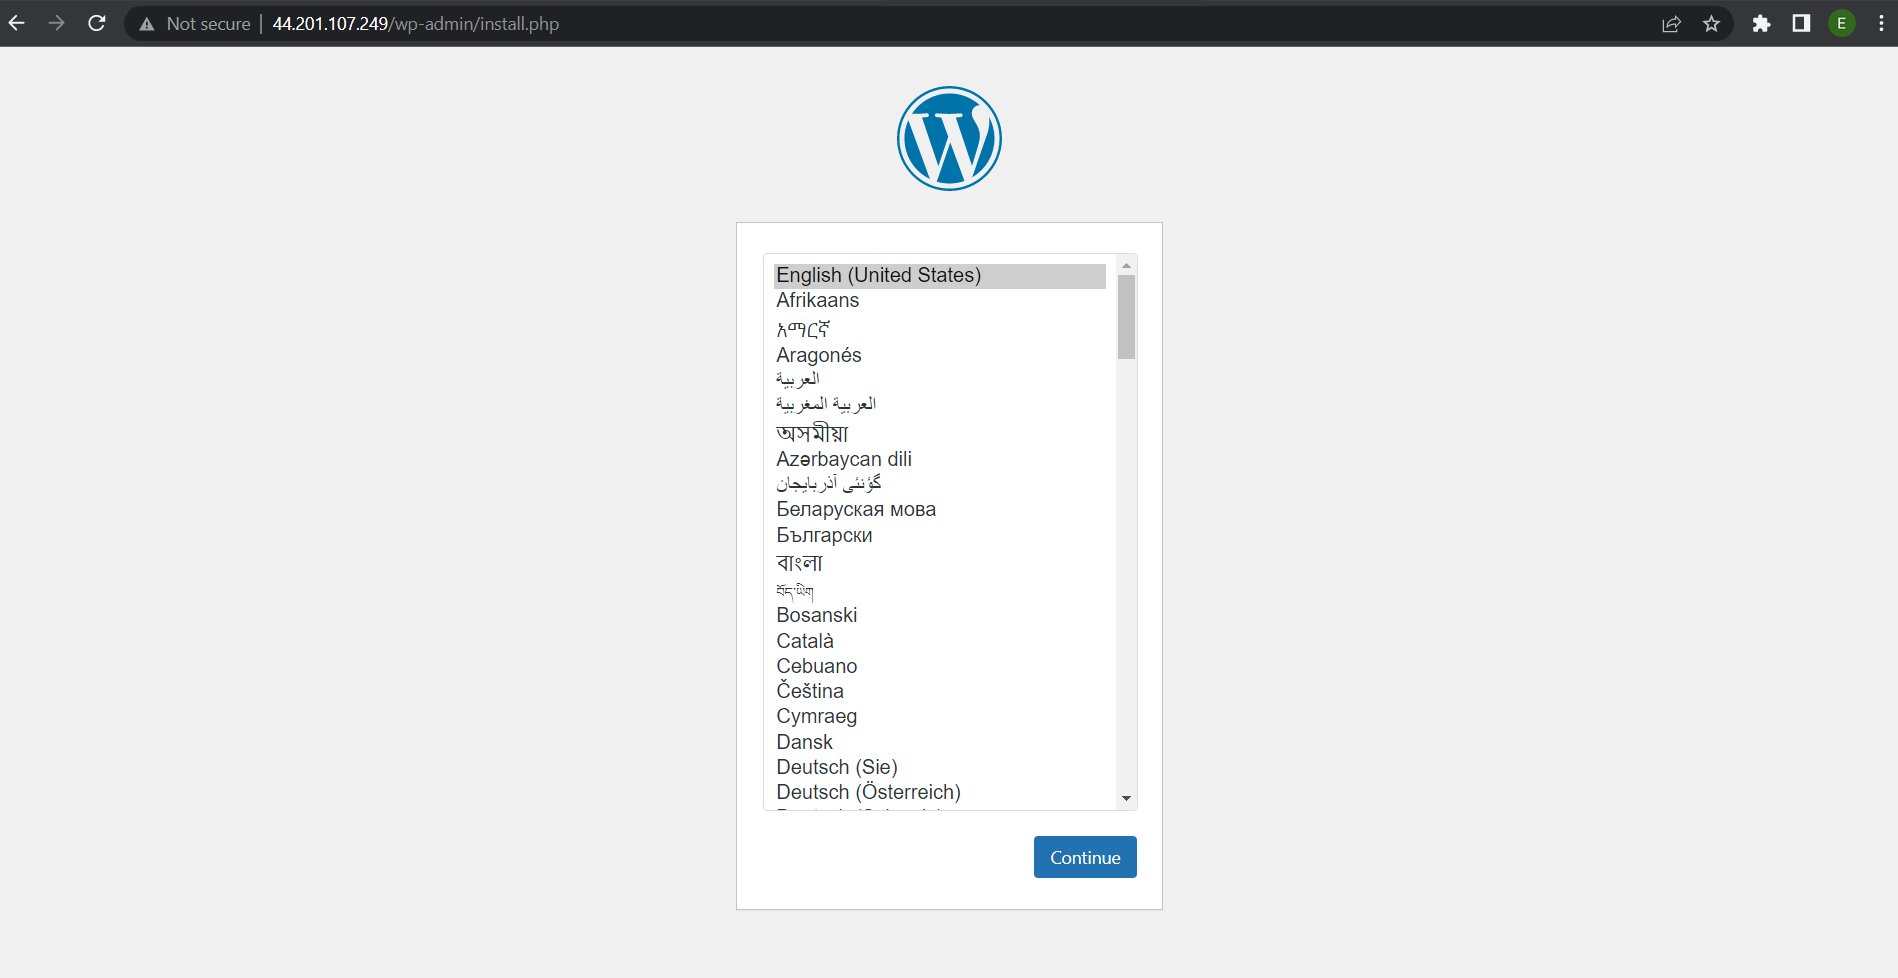 Not secure | 44.201.107.249/wp-admin/install.php
E
English (United States)
Afrikaans
አማርኛ
Aragonés
العربية
العربية المغربية
অসমীয়া
Azərbaycan dili
گؤنئی آذربایجان
Беларуская мова
Български
বাংলা
བོད་ཡིག
Bosanski
Català
Cebuano
Čeština
Cymraeg
Dansk
Deutsch (Sie)
Deutsch (Österreich)
Continue